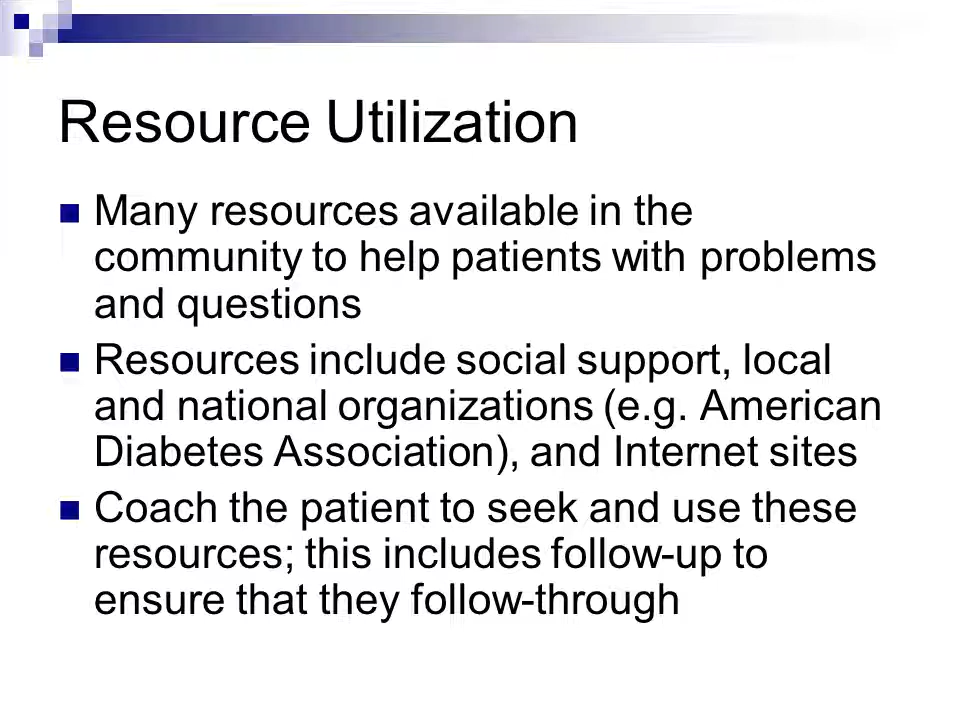 Resource Utilization
Many resources available in the
community to help patients with problems
and questions
Resources include social support, local
and national organizations (e.g. American
Diabetes Association), and Internet sites
Coach the patient to seek and use these
resources; this includes follow-up to
ensure that they follow-through